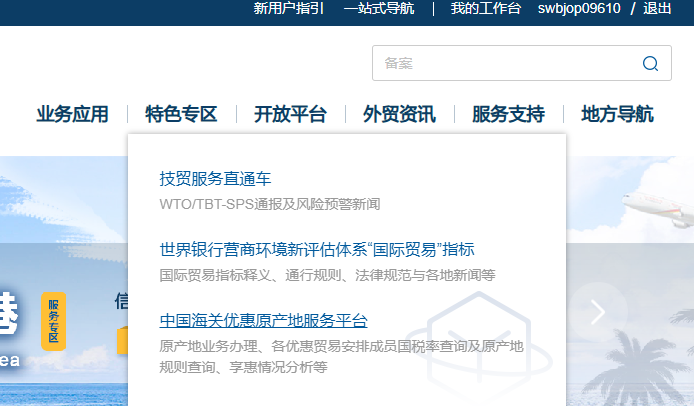 新用户指引 一站式导航 | 我的工作台 swbjop09610 / 退出
备案
业务应用 | 特色专区 | 开放平台 | 外贸资讯 | 服务支持 | 地方导航
技贸服务直通车
WTO/TBT-SPS通报及风险预警新闻
世界银行营商环境新评估体系“国际贸易”指标
国际贸易指标释义、通行规则、法律规范与各地新闻等
中国海关优惠原产地服务平台
原产地业务办理、各优惠贸易安排成员国税率查询及原产地
规则查询、享惠情况分析等
港
服务专区
信
ea